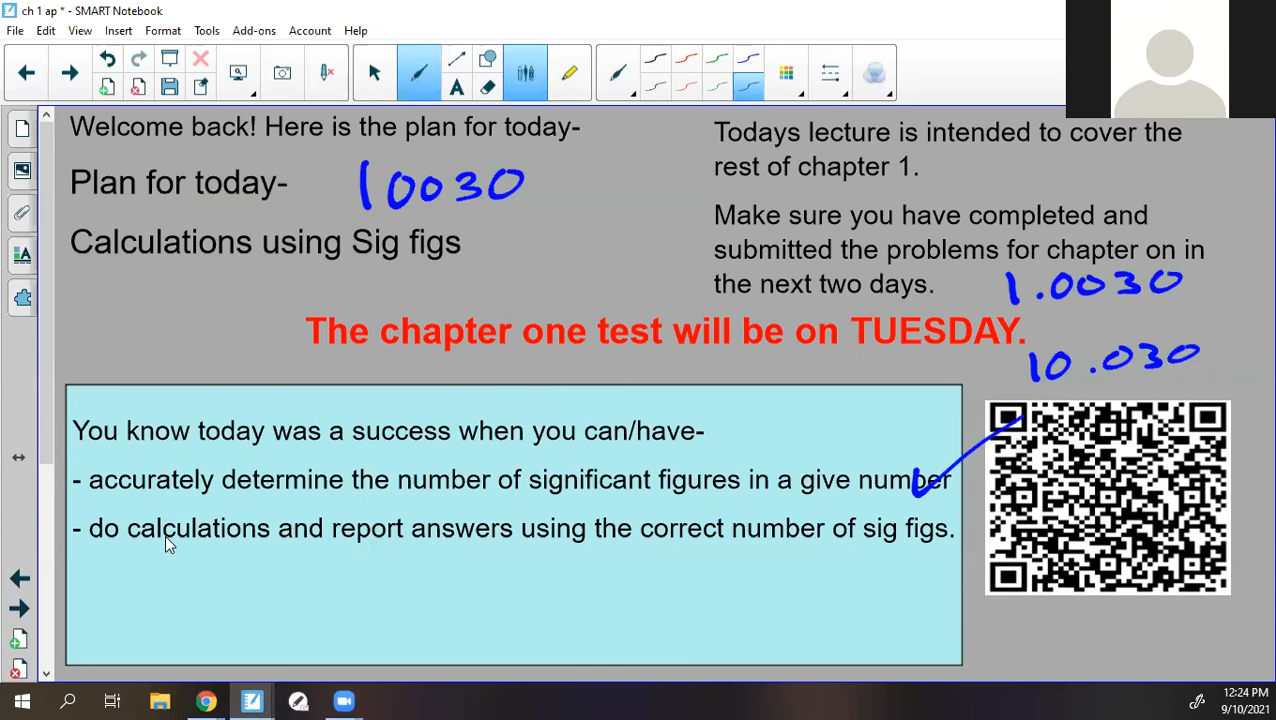 ch 1 ap * - SMART Notebook
File Edit View Insert Format Tools Add-ons Account Help
Welcome back! Here is the plan for today-
Plan for today- 10030
Calculations using Sig figs
Todays lecture is intended to cover the
rest of chapter 1.
Make sure you have completed and
submitted the problems for chapter on in
the next two days.
1.0030
The chapter one test will be on TUESDAY.
10.030
You know today was a success when you can/have-
- accurately determine the number of significant figures in a give number
- do calculations and report answers using the correct number of sig figs.
12:24 PM
9/10/2021